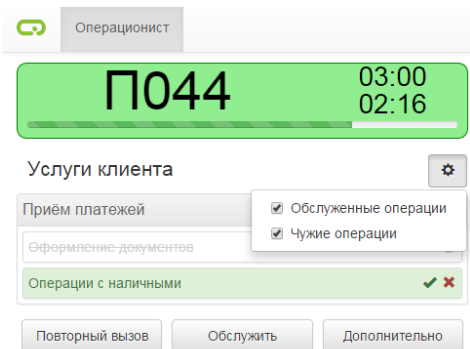 Операционист
П044
03:00
02:16
Услуги клиента
Приём платежей
Обслуженные операции
Чужие операции
Оформление документов
Операции с наличными
Повторный вызов
Обслужить
Дополнительно